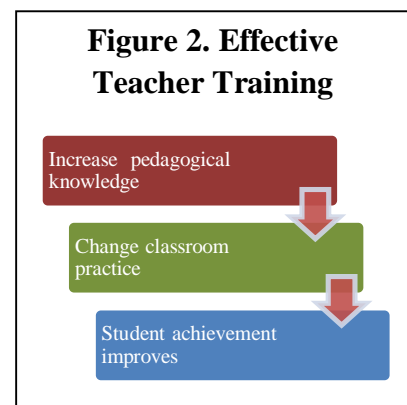 Figure 2. Effective
Teacher Training
Increase pedagogical
knowledge
Change classroom
practice
Student achievement
improves